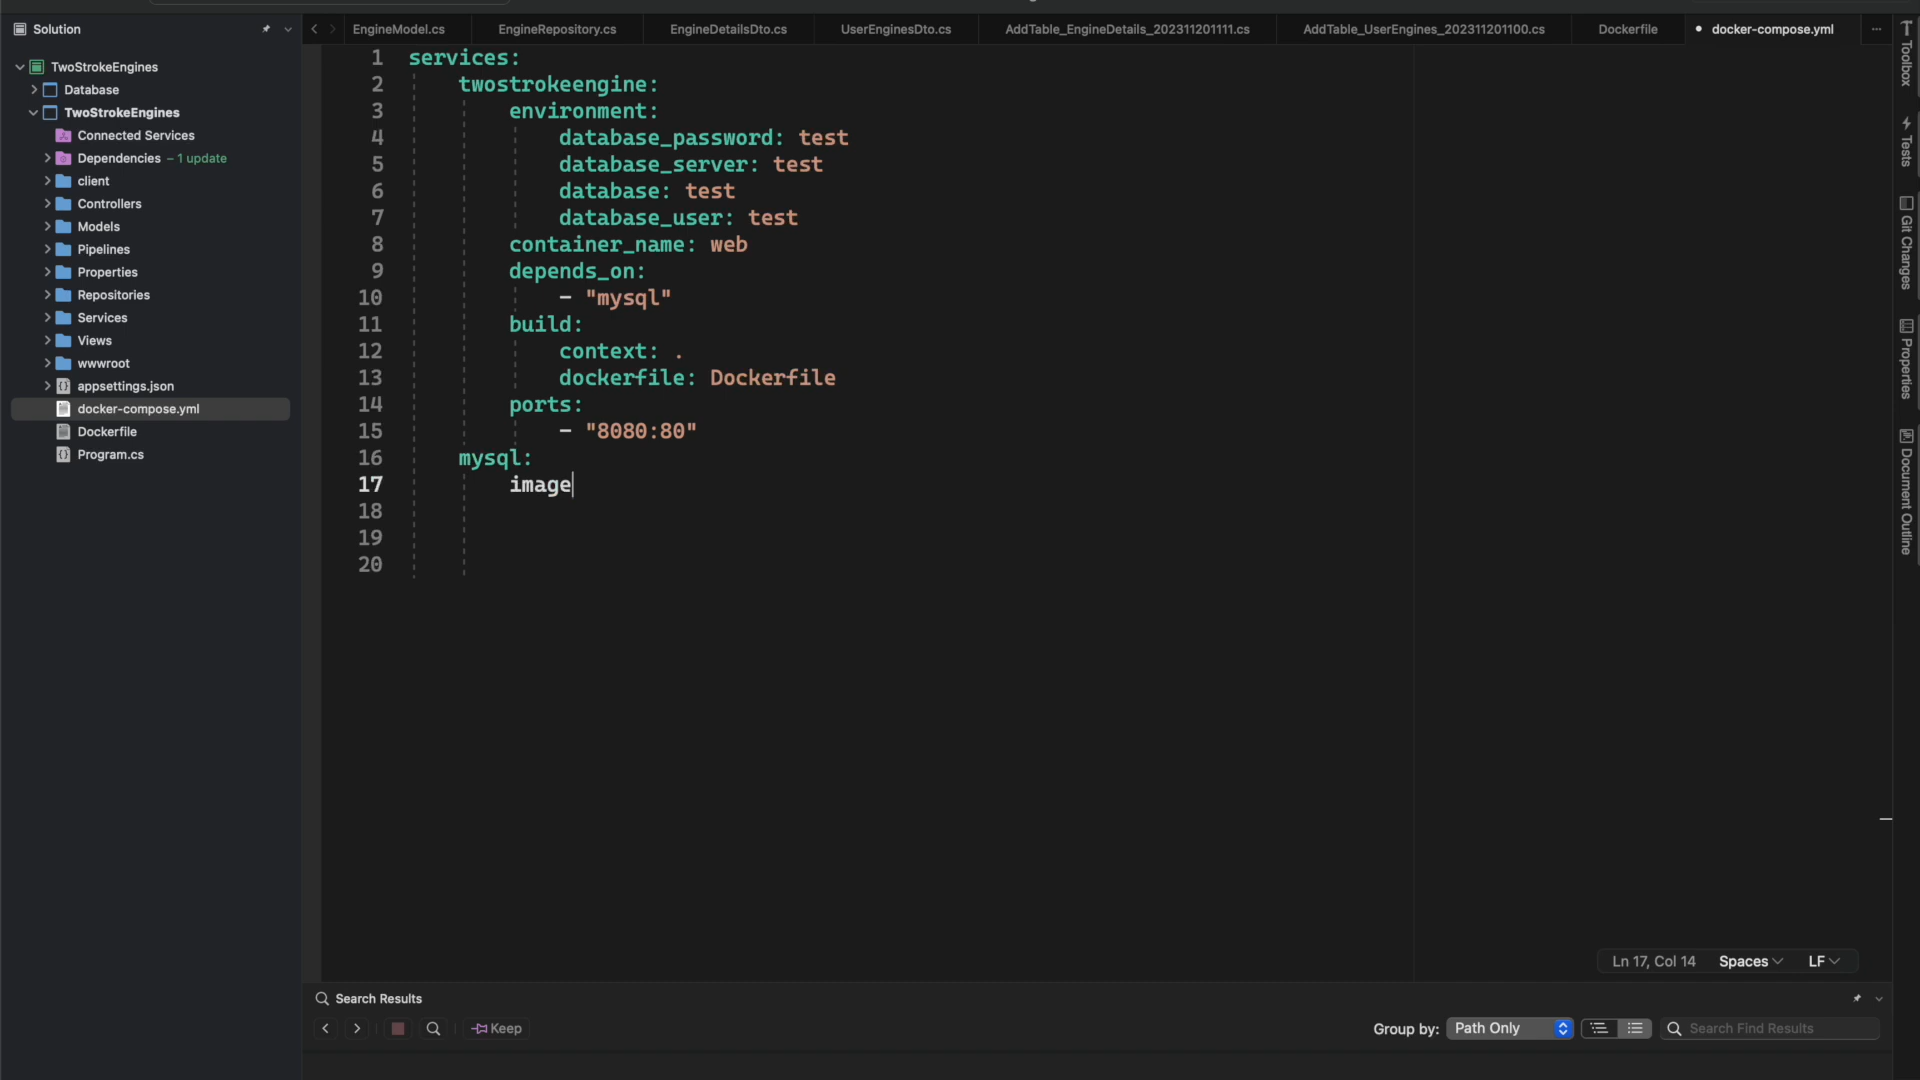 Solution
TwoStrokeEngines
Database
TwoStrokeEngines
Connected Services
Dependencies – 1 update
client
Controllers
Models
Pipelines
Properties
Repositories
Services
Views
wwwroot
appsettings.json
docker-compose.yml
Dockerfile
Program.cs
EngineModel.cs EngineRepository.cs EngineDetailsDto.cs UserEnginesDto.cs AddTable_EngineDetails_202311201111.cs AddTable_UserEngines_202311201100.cs Dockerfile docker-compose.yml
1 services:
2 twostrokeengine:
3 environment:
4 database_password: test
5 database_server: test
6 database: test
7 database_user: test
8 container_name: web
9 depends_on:
10 - "mysql"
11 build:
12 context: .
13 dockerfile: Dockerfile
14 ports:
15 - "8080:80"
16 mysql:
17 image
18
19
20
Ln 17, Col 14 Spaces LF
Search Results
Keep
Group by: Path Only Search Find Results
Toolbox
Tests
Git Changes
Properties
Document Outline